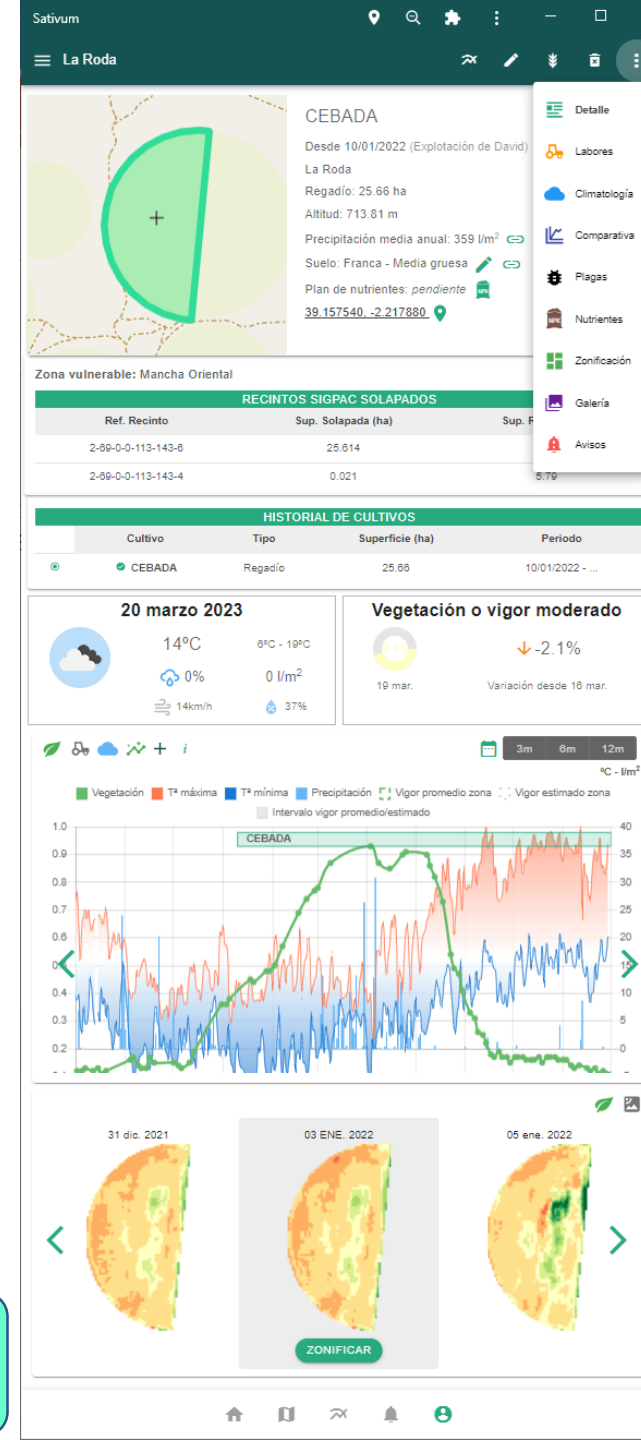 Sativum
La Roda
CEBADA
Desde 10/01/2022 (Explotación de David)
La Roda
Regadío: 25.66 ha
Altitud: 713.81 m
Precipitación media anual: 359 l/m²
Suelo: Franca - Media gruesa
Plan de nutrientes: pendiente
39.157540, -2.217880
Detalle
Labores
Climatología
Comparativa
Plagas
Nutrientes
Zonificación
Galería
Avisos
Zona vulnerable: Mancha Oriental
RECINTOS SIGPAC SOLAPADOS
Ref. Recinto Sup. Solapada (ha) Sup.
2-69-0-0-113-143-6 25.614
2-69-0-0-113-143-4 0.021 5.79
HISTORIAL DE CULTIVOS
Cultivo Tipo Superficie (ha) Periodo
CEBADA Regadío 25.66 10/01/2022 - ...
20 marzo 2023
14ºC 6ºC - 19ºC
0% 0 l/m²
14km/h 37%
Vegetación o vigor moderado
-2.1%
19 mar. Variación desde 16 mar.
i
3m 6m 12m
ºC - l/m²
Vegetación Tª máxima Tª mínima Precipitación Vigor promedio zona Vigor estimado zona
Intervalo vigor promedio/estimado
CEBADA
1.0 40
0.9 35
0.8 30
0.7 25
0.6 20
15
0.4 10
0.3 5
0.2 0
31 dic. 2021 03 ENE. 2022 05 ene. 2022
ZONIFICAR